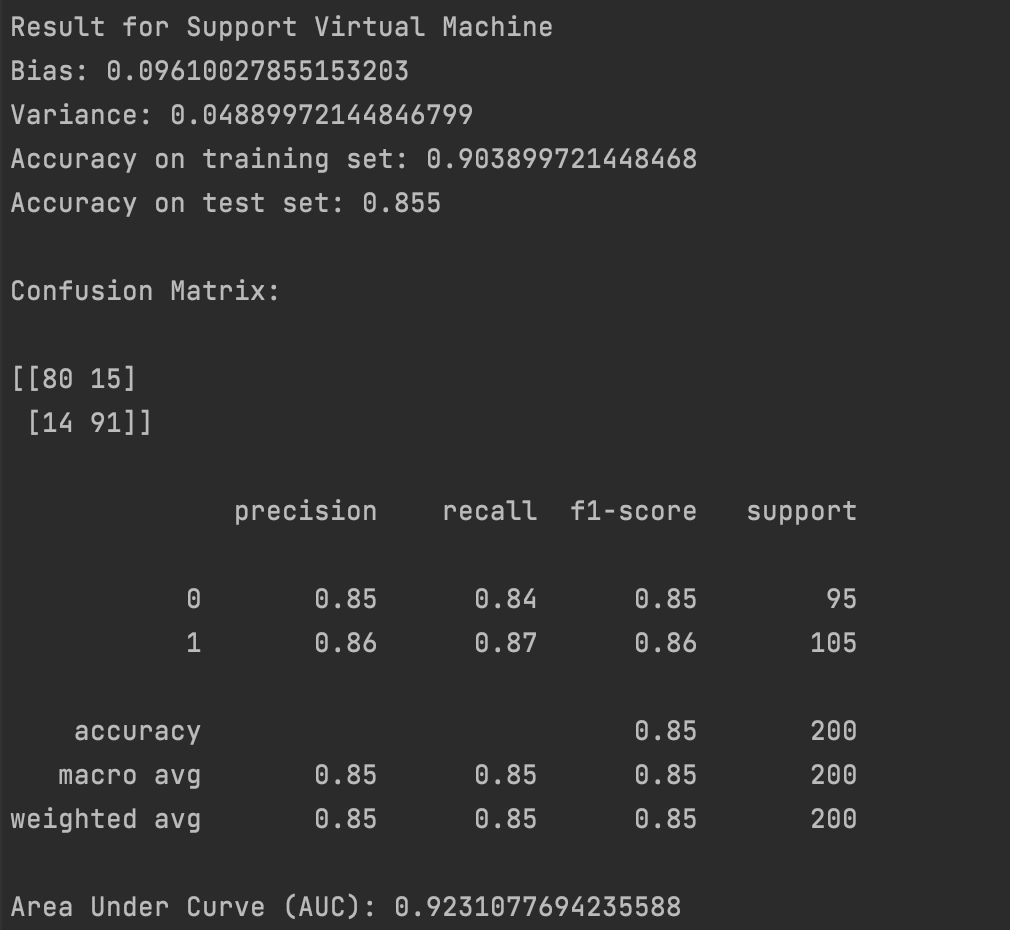 Result for Support Virtual Machine
Bias: 0.09610027855153203
Variance: 0.04889972144846799
Accuracy on training set: 0.903899721448468
Accuracy on test set: 0.855
Confusion Matrix:
[[80 15]
 [14 91]]
precision recall f1-score support
0 0.85 0.84 0.85 95
1 0.86 0.87 0.86 105
accuracy 0.85 200
macro avg 0.85 0.85 0.85 200
weighted avg 0.85 0.85 0.85 200
Area Under Curve (AUC): 0.9231077694235588